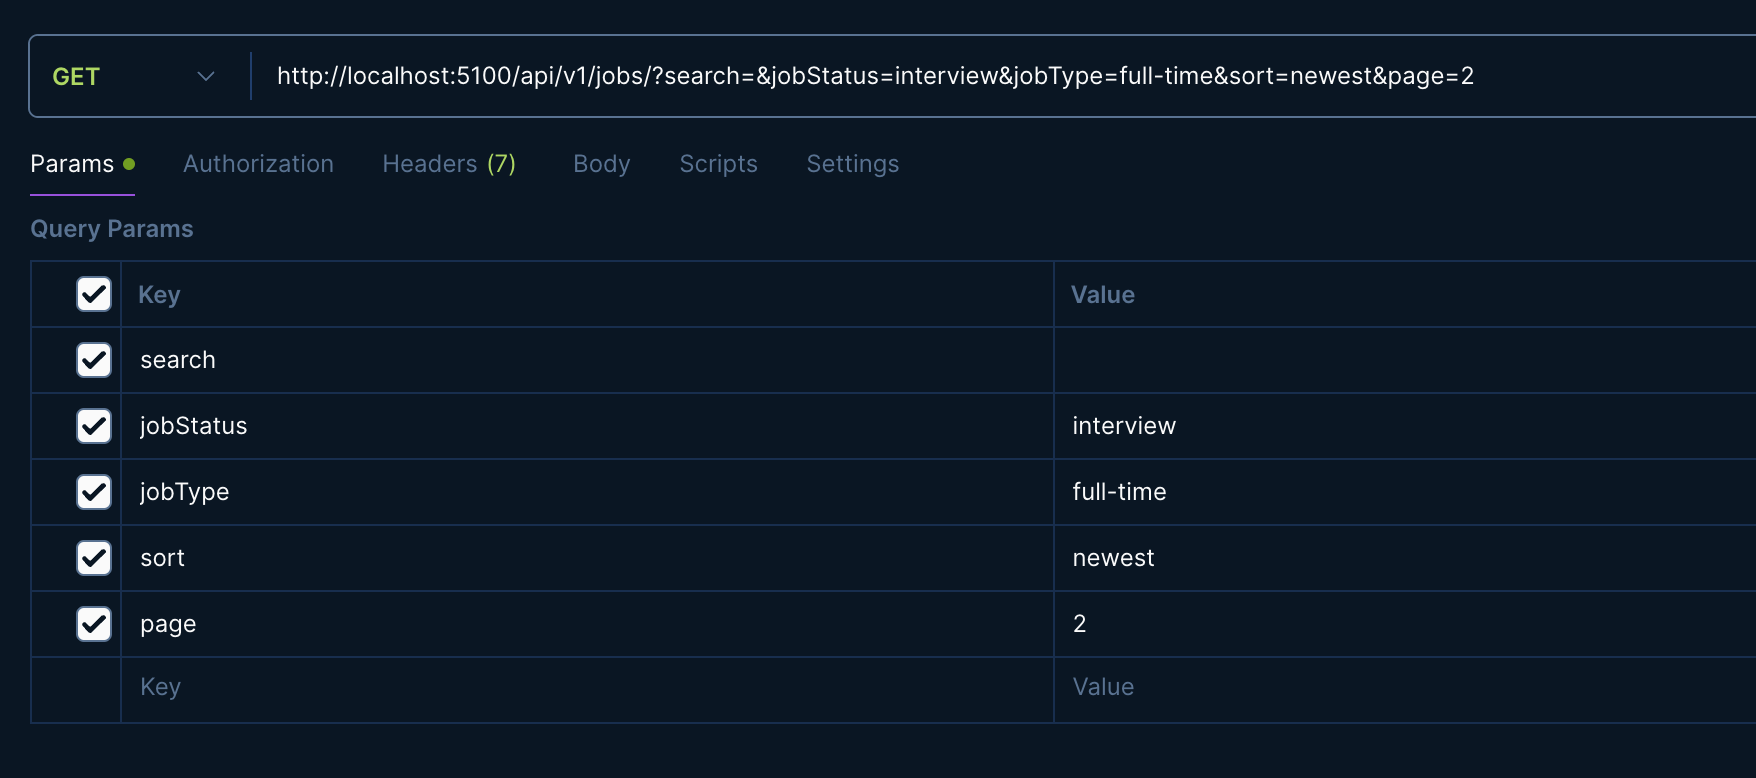 GET http://localhost:5100/api/v1/jobs/?search=&jobStatus=interview&jobType=full-time&sort=newest&page=2
Params Authorization Headers (7) Body Scripts Settings
Query Params
Key Value
search
jobStatus interview
jobType full-time
sort newest
page 2
Key Value